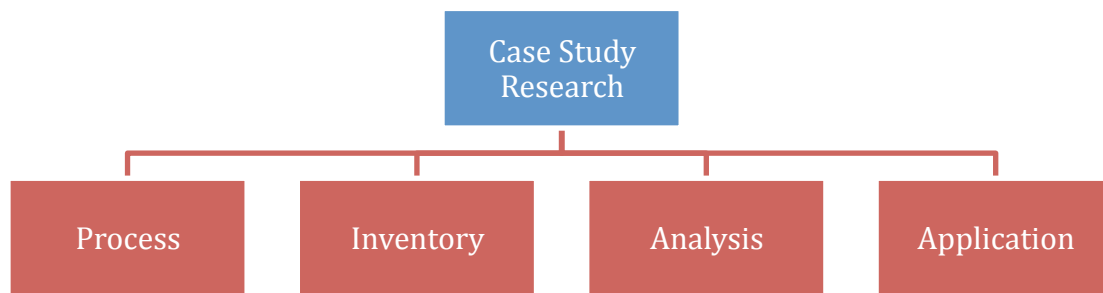 Case Study
Research
Process
Inventory
Analysis
Application